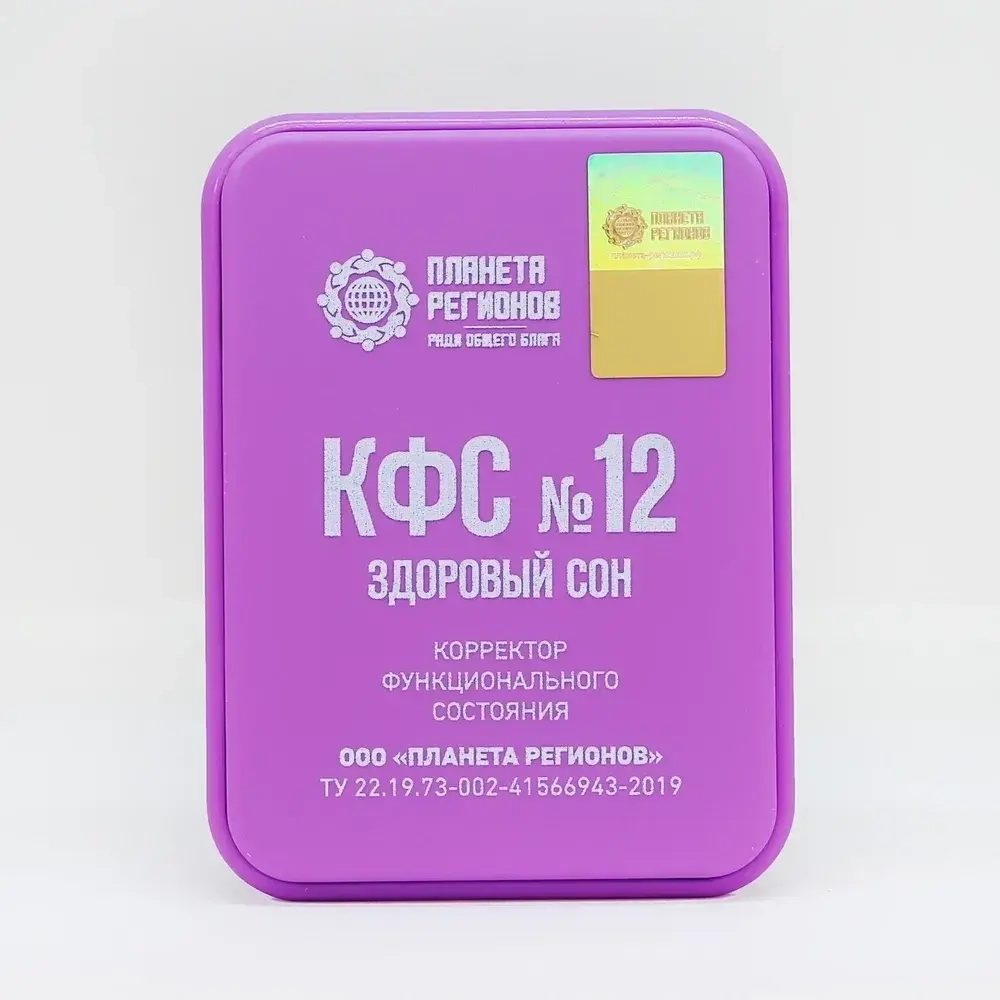 ПЛАНЕТА
РЕГИОНОВ
РАДИ ОБЩЕГО БЛАГА
ПЛАНЕТА
РЕГИОНОВ
КФС №12
ЗДОРОВЫЙ СОН
КОРРЕКТОР
ФУНКЦИОНАЛЬНОГО
СОСТОЯНИЯ
ООО «ПЛАНЕТА РЕГИОНОВ»
ТУ 22.19.73-002-41566943-2019